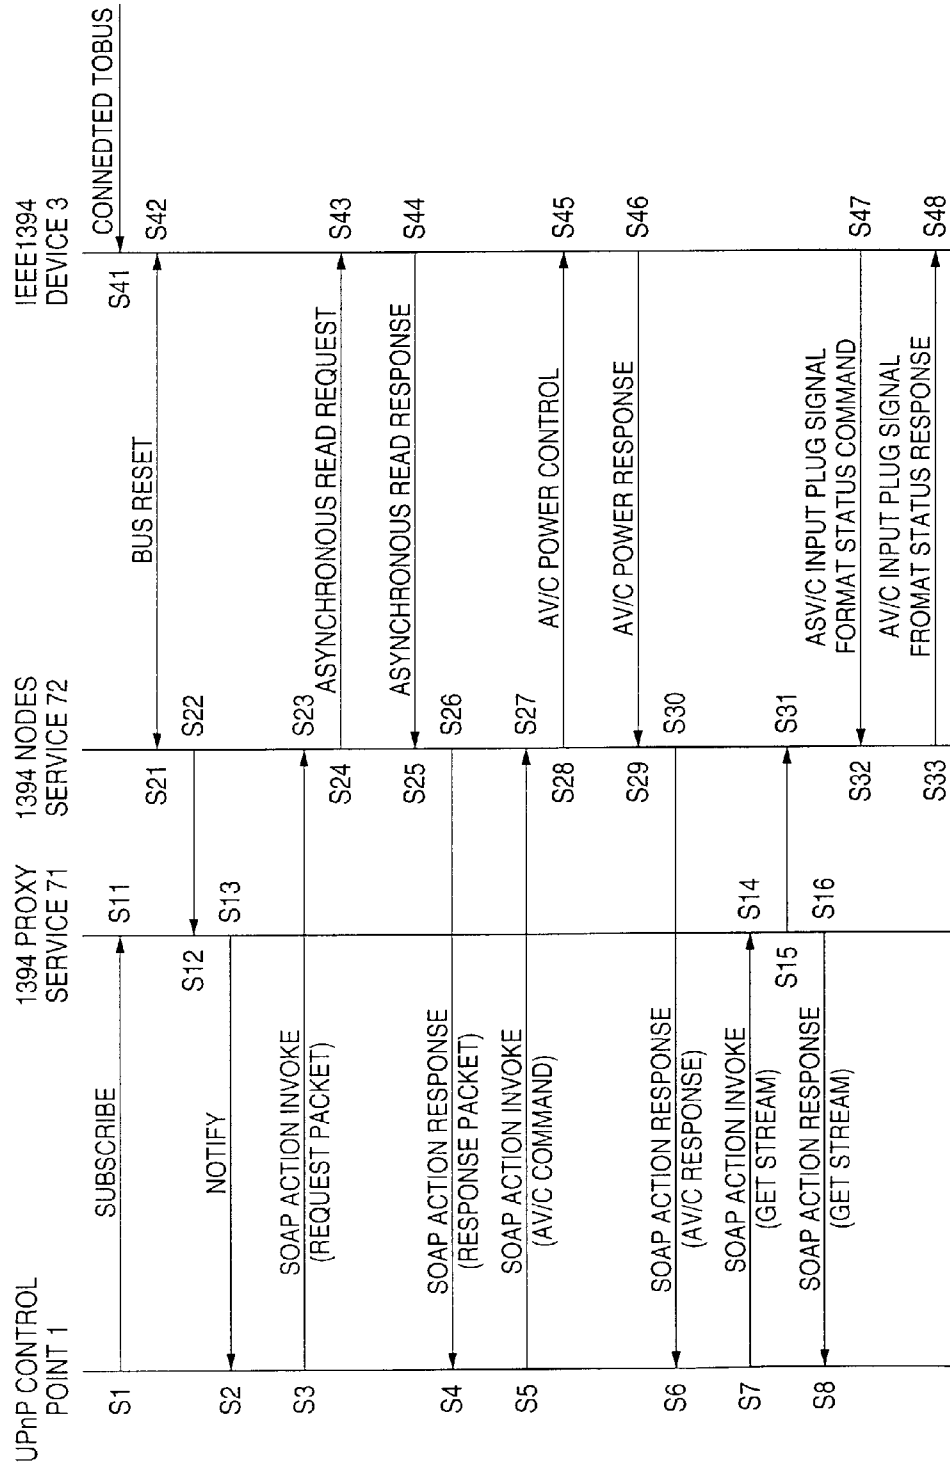 UPnP CONTROL
POINT 1
1394 PROXY
SERVICE 71
1394 NODES
SERVICE 72
IEEE1394
DEVICE 3
S1
SUBSCRIBE
S11
S41
CONNEDTED TOBUS
S21
BUS RESET
S42
S12
S22
S2
NOTIFY
S13
S3
SOAP ACTION INVOKE
(REQUEST PACKET)
S23
S24
ASYNCHRONOUS READ REQUEST
S43
S25
ASYNCHRONOUS READ RESPONSE
S44
S4
SOAP ACTION RESPONSE
(RESPONSE PACKET)
S26
S5
SOAP ACTION INVOKE
(AV/C COMMAND)
S27
S28
AV/C POWER CONTROL
S45
S29
AV/C POWER RESPONSE
S46
S6
SOAP ACTION RESPONSE
(AV/C RESPONSE)
S30
S7
SOAP ACTION INVOKE
(GET STREAM)
S14
S15
S31
S8
SOAP ACTION RESPONSE
(GET STREAM)
S16
S32
ASV/C INPUT PLUG SIGNAL
FORMAT STATUS COMMAND
S47
S33
AV/C INPUT PLUG SIGNAL
FROMAT STATUS RESPONSE
S48